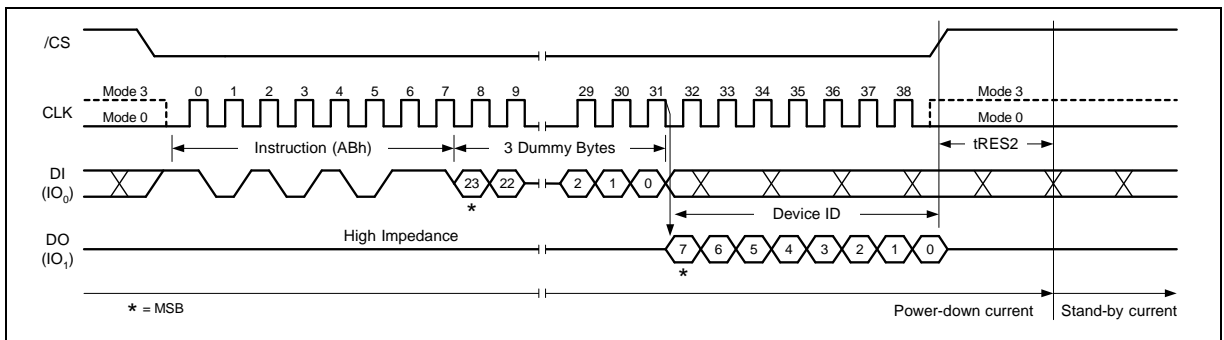 /CS
Mode 3 0 1 2 3 4 5 6 7 8 9 29 30 31 32 33 34 35 36 37 38 Mode 3
CLK
Mode 0 Mode 0
Instruction (ABh) 3 Dummy Bytes tRES2
DI
(IO0)
23 22 2 1 0
*
Device ID
High Impedance
DO
(IO1)
7 6 5 4 3 2 1 0
*
* = MSB
Power-down current Stand-by current